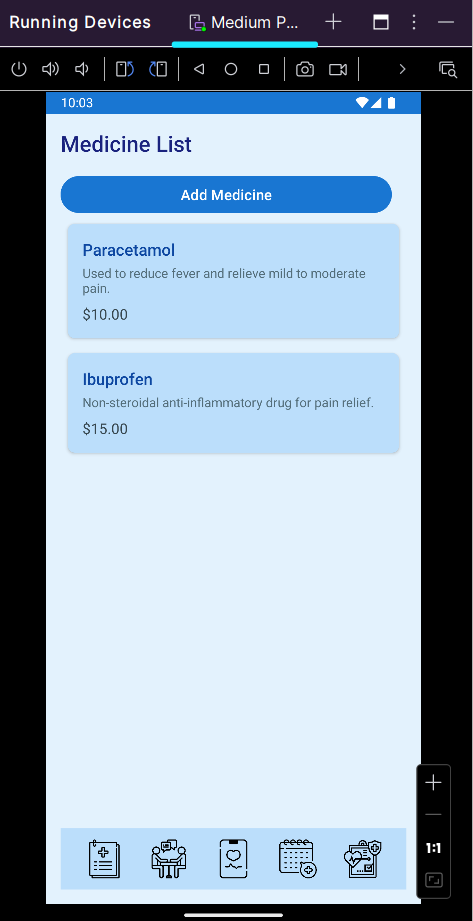 Running Devices
Medium P...
10:03
Medicine List
Add Medicine
Paracetamol
Used to reduce fever and relieve mild to moderate
pain.
$10.00
Ibuprofen
Non-steroidal anti-inflammatory drug for pain relief.
$15.00
1:1